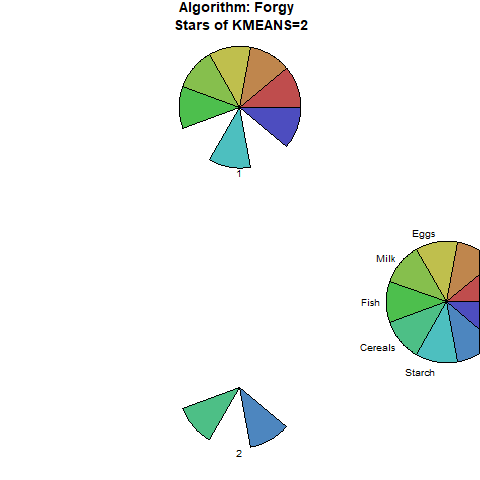 Algorithm: Forgy
Stars of KMEANS=2
1
Eggs
Milk
Fish
Cereals
Starch
2